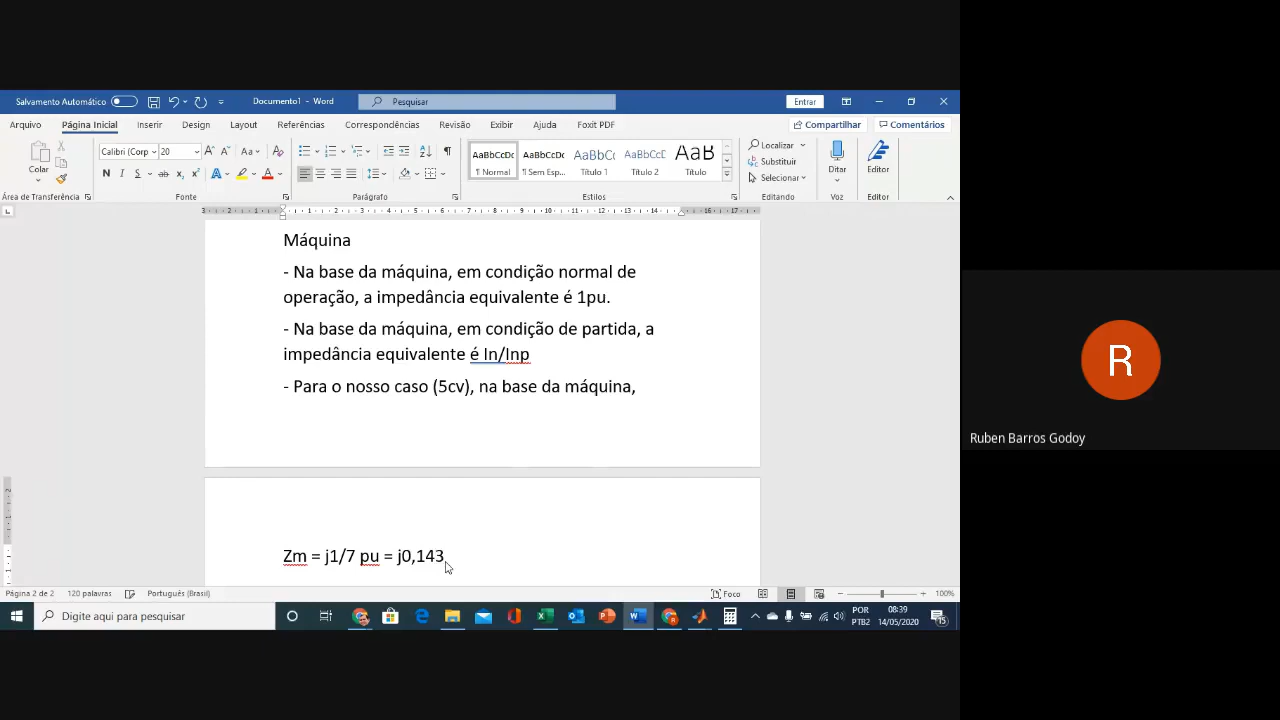 Salvamento Automático
Documento1 - Word
Pesquisar
Entrar
Arquivo
Página Inicial
Inserir
Design
Layout
Referências
Correspondências
Revisão
Exibir
Ajuda
Foxit PDF
Compartilhar
Comentários
Colar
Calibri (Corp
20
N I S ab x₂ x²
Aa
AaBbCcDc
AaBbCcDc
AaBbCc
AaBbCcC
AaB
¶ Normal
¶ Sem Esp...
Título 1
Título 2
Título
Localizar
Substituir
Selecionar
Ditar
Editor
Área de Transferência
Fonte
Parágrafo
Estilos
Editando
Voz
Editor
Máquina
- Na base da máquina, em condição normal de
operação, a impedância equivalente é 1pu.
- Na base da máquina, em condição de partida, a
impedância equivalente é In/Inp
- Para o nosso caso (5cv), na base da máquina,
Zm = j1/7 pu = j0,143
R
Ruben Barros Godoy
Página 2 de 2
120 palavras
Português (Brasil)
Foco
100%
Digite aqui para pesquisar
POR
PTB2
08:39
14/05/2020
15